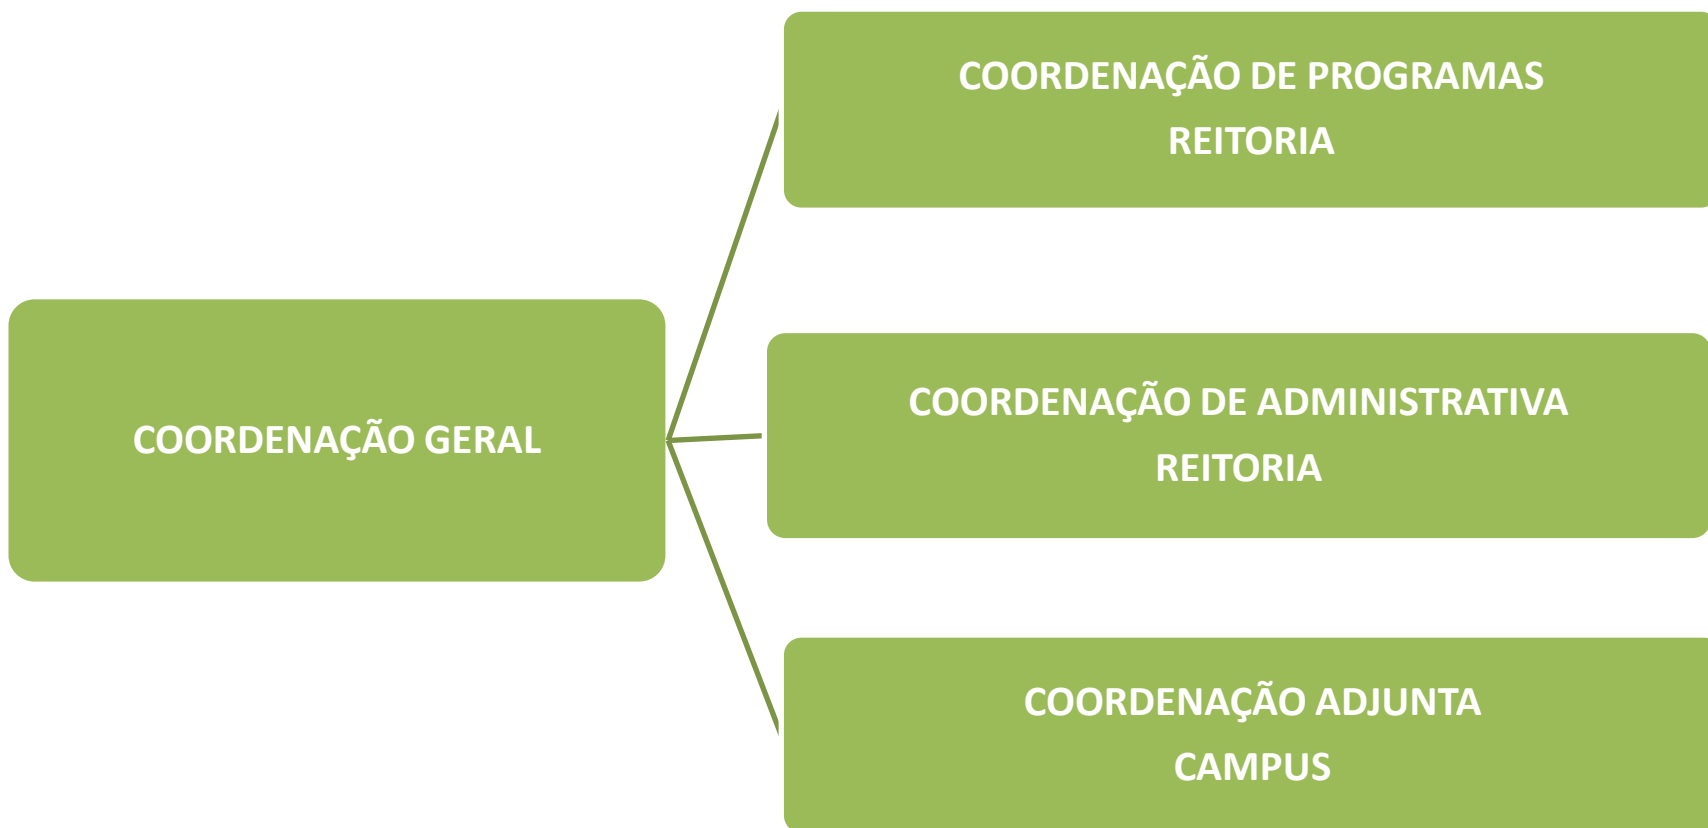 COORDENAÇÃO GERAL
COORDENAÇÃO DE PROGRAMAS
REITORIA
COORDENAÇÃO DE ADMINISTRATIVA
REITORIA
COORDENAÇÃO ADJUNTA
CAMPUS